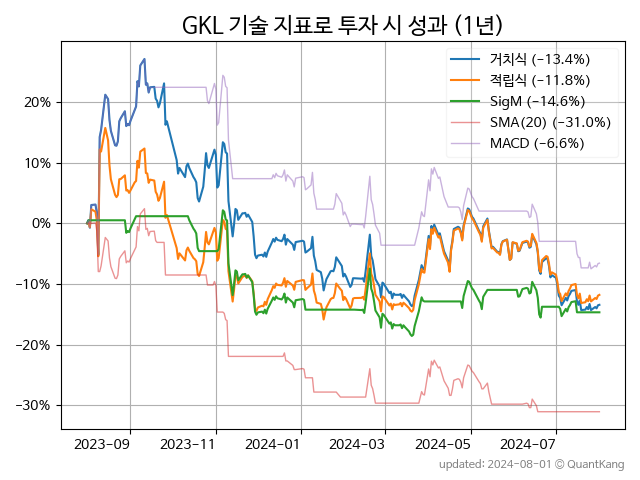 GKL 기술 지표로 투자 시 성과 (1년)
거치식 (−13.4%)
적립식 (−11.8%)
SigM (−14.6%)
SMA(20) (−31.0%)
MACD (−6.6%)
20%
10%
0%
−10%
−20%
−30%
2023-09 2023-11 2024-01 2024-03 2024-05 2024-07
updated: 2024-08-01 © QuantKang